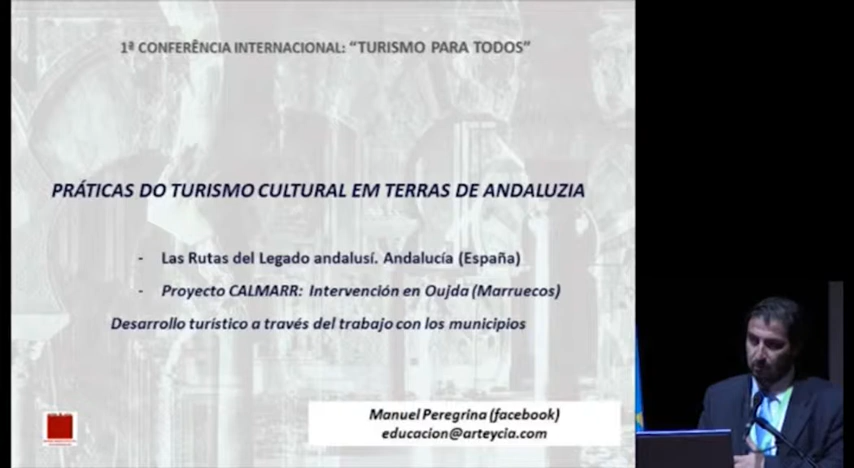 1ª CONFERÊNCIA INTERNACIONAL: "TURISMO PARA TODOS"
PRÁTICAS DO TURISMO CULTURAL EM TERRAS DE ANDALUZIA
- Las Rutas del Legado andalusí. Andalucía (España)
- Proyecto CALMARR: Intervención en Oujda (Marruecos)
Desarrollo turístico a través del trabajo con los municipios
Manuel Peregrina (facebook)
educacion@arteycia.com